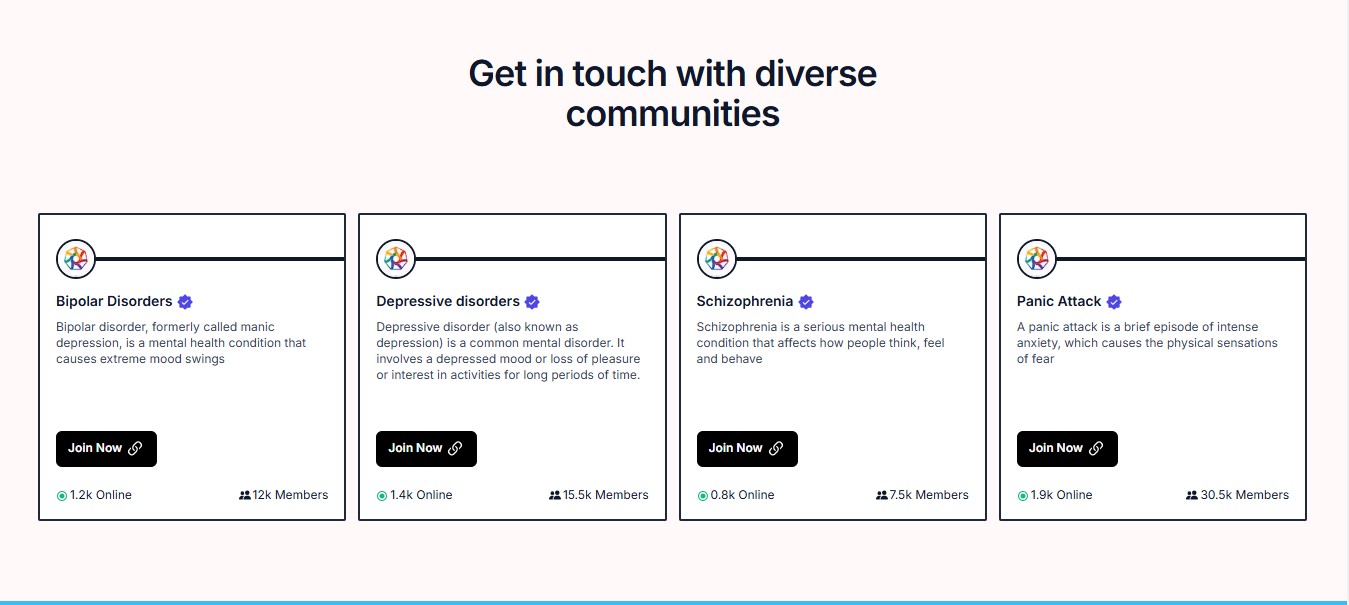 Get in touch with diverse
communities
Bipolar Disorders
Bipolar disorder, formerly called manic
depression, is a mental health condition that
causes extreme mood swings
Join Now
1.2k Online
12k Members
Depressive disorders
Depressive disorder (also known as
depression) is a common mental disorder. It
involves a depressed mood or loss of pleasure
or interest in activities for long periods of time.
Join Now
1.4k Online
15.5k Members
Schizophrenia
Schizophrenia is a serious mental health
condition that affects how people think, feel
and behave
Join Now
0.8k Online
7.5k Members
Panic Attack
A panic attack is a brief episode of intense
anxiety, which causes the physical sensations
of fear
Join Now
1.9k Online
30.5k Members